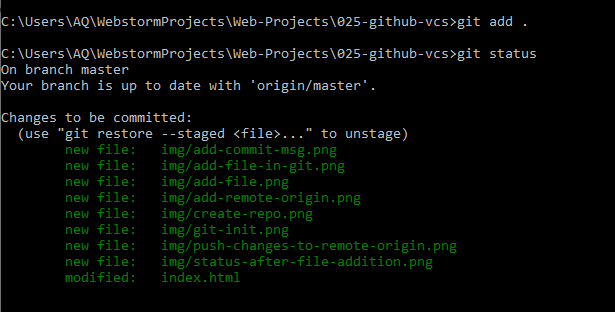 C:\Users\AQ\WebstormProjects\Web-Projects\025-github-vcs>git add .
C:\Users\AQ\WebstormProjects\Web-Projects\025-github-vcs>git status
On branch master
Your branch is up to date with 'origin/master'.
Changes to be committed:
  (use "git restore --staged <file>..." to unstage)
        new file:   img/add-commit-msg.png
        new file:   img/add-file-in-git.png
        new file:   img/add-file.png
        new file:   img/add-remote-origin.png
        new file:   img/create-repo.png
        new file:   img/git-init.png
        new file:   img/push-changes-to-remote-origin.png
        new file:   img/status-after-file-addition.png
        modified:   index.html